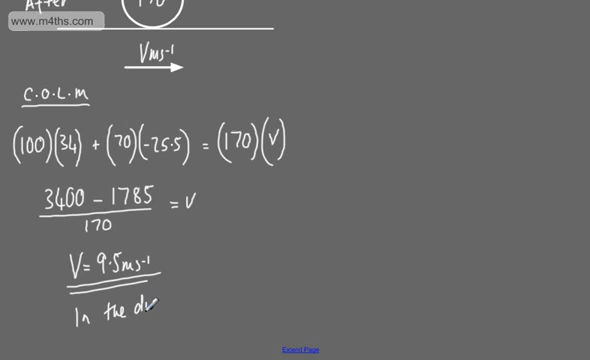 After 170
www.m4ths.com
Vms⁻¹
C.O.L.M
(100)(34) + (70)(-25.5) = (170)(V)
3400 - 1785
170
= V
V = 9.5ms⁻¹
In the
Expand Page